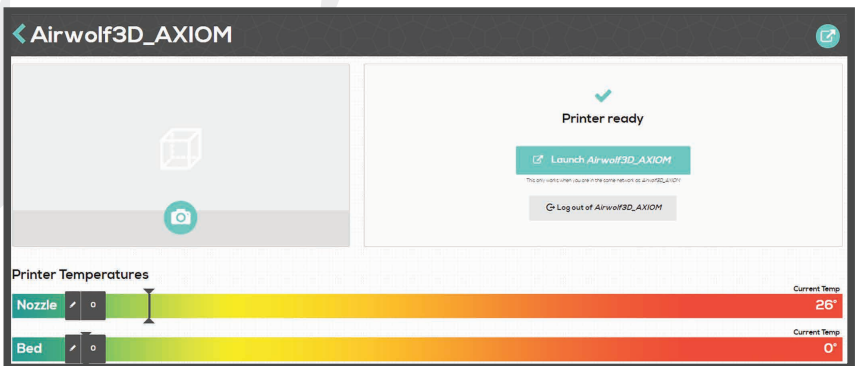 Airwolf3D_AXIOM
Printer ready
Launch Airwolf3D_AXIOM
This only works when you are in the same network as Airwolf3D_AXIOM
Log out of Airwolf3D_AXIOM
Printer Temperatures
Current Temp
Nozzle 0 26°
Current Temp
Bed 0 0°